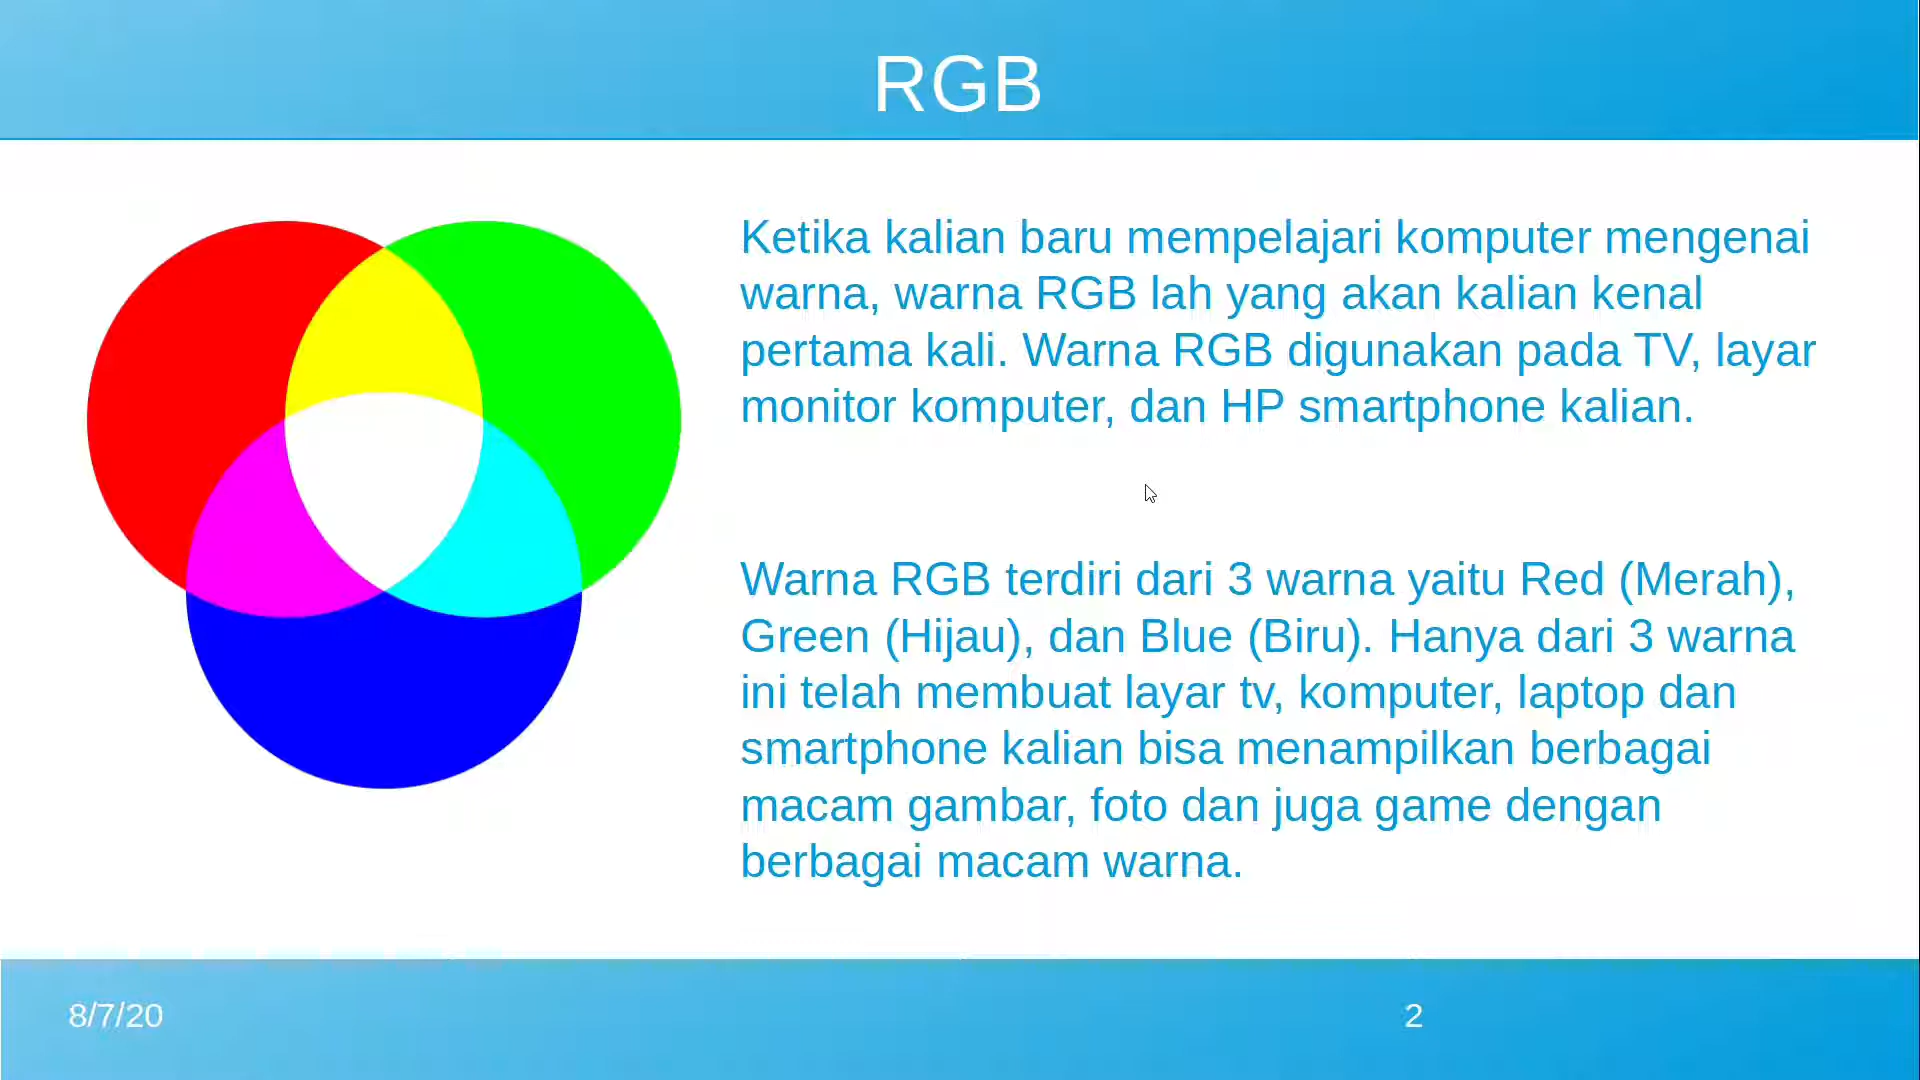 RGB
Ketika kalian baru mempelajari komputer mengenai
warna, warna RGB lah yang akan kalian kenal
pertama kali. Warna RGB digunakan pada TV, layar
monitor komputer, dan HP smartphone kalian.
Warna RGB terdiri dari 3 warna yaitu Red (Merah),
Green (Hijau), dan Blue (Biru). Hanya dari 3 warna
ini telah membuat layar tv, komputer, laptop dan
smartphone kalian bisa menampilkan berbagai
macam gambar, foto dan juga game dengan
berbagai macam warna.
8/7/20
2